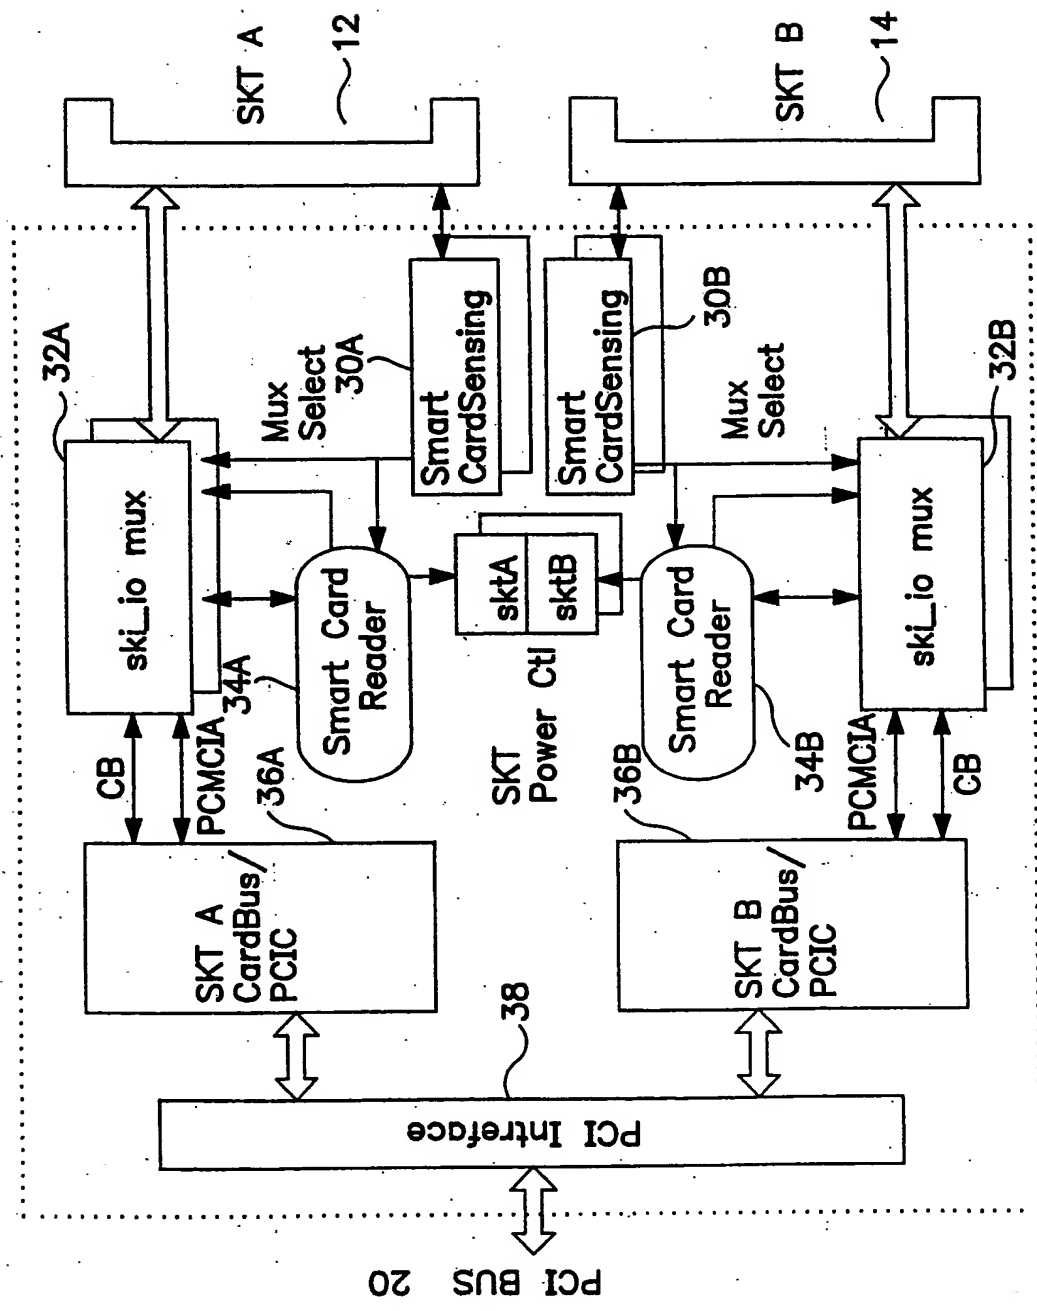 SKT A
12
SKT B
14
32A
Mux
Select
30A
Smart
CardSensing
Smart
CardSensing
30B
Mux
Select
32B
ski_io mux
34A
Smart Card
Reader
sktA
sktB
SKT
Power Ctl
Smart Card
Reader
34B
ski_io mux
CB
PCMCIA
36A
36B
PCMCIA
CB
SKT A
CardBus/
PCIC
SKT B
CardBus/
PCIC
38
PCI Intreface
PCI BUS 20